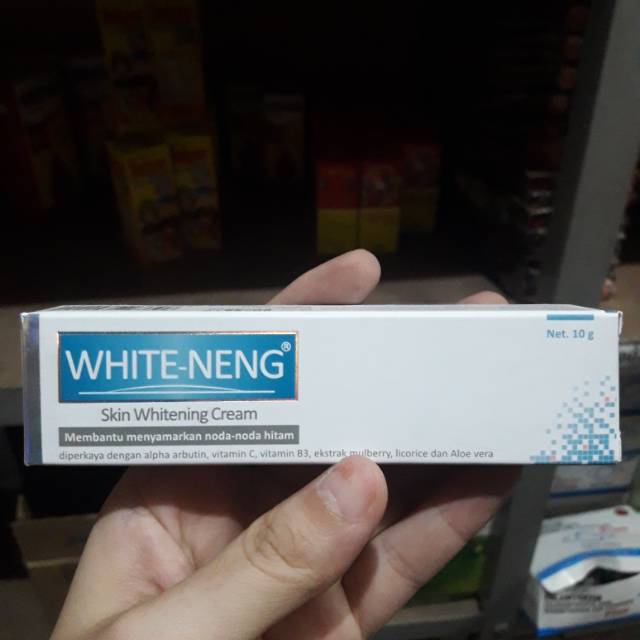 WHITE-NENG®
Skin Whitening Cream
Membantu menyamarkan noda-noda hitam
diperkaya dengan alpha arbutin, vitamin C, vitamin B3, ekstrak mulberry, licorice dan Aloe vera
Net. 10 g